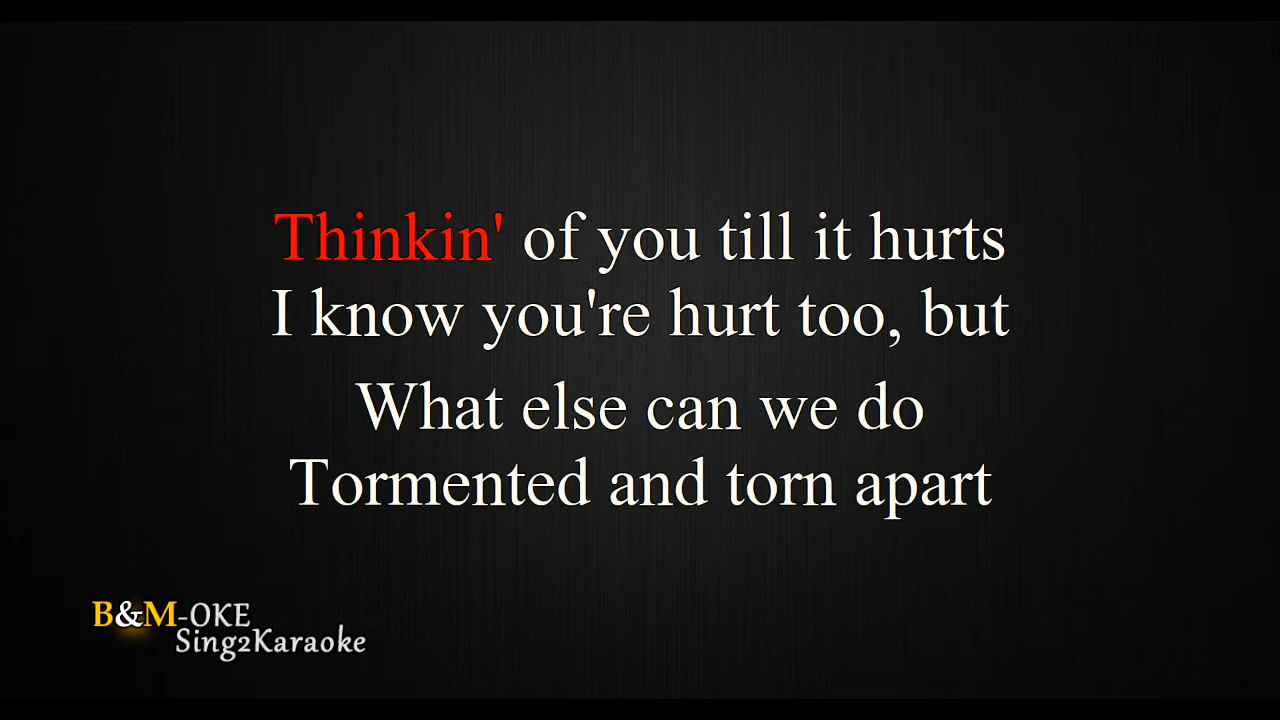 Thinkin' of you till it hurts
I know you're hurt too, but
What else can we do
Tormented and torn apart
B&M-OKE
Sing2Karaoke